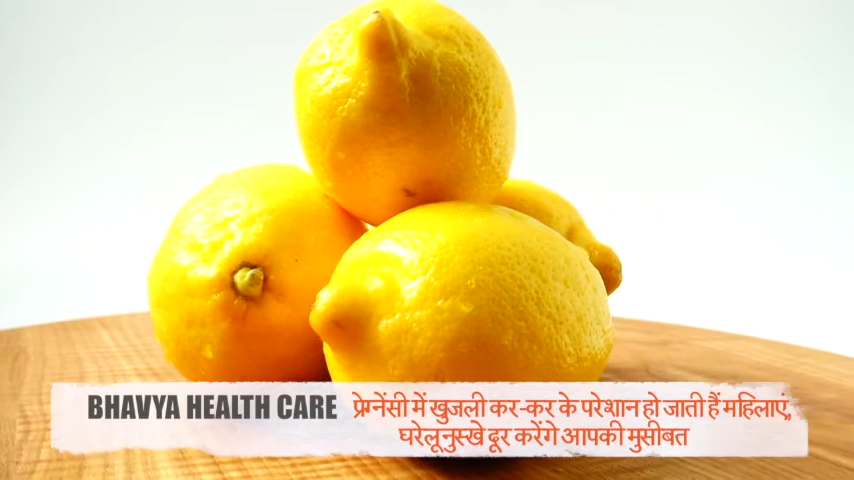 BHAVYA HEALTH CARE प्रेग्नेंसी में खुजली कर-कर के परेशान हो जाती हैं महिलाएं,
घरेलू नुस्खे दूर करेंगे आपकी मुसीबत